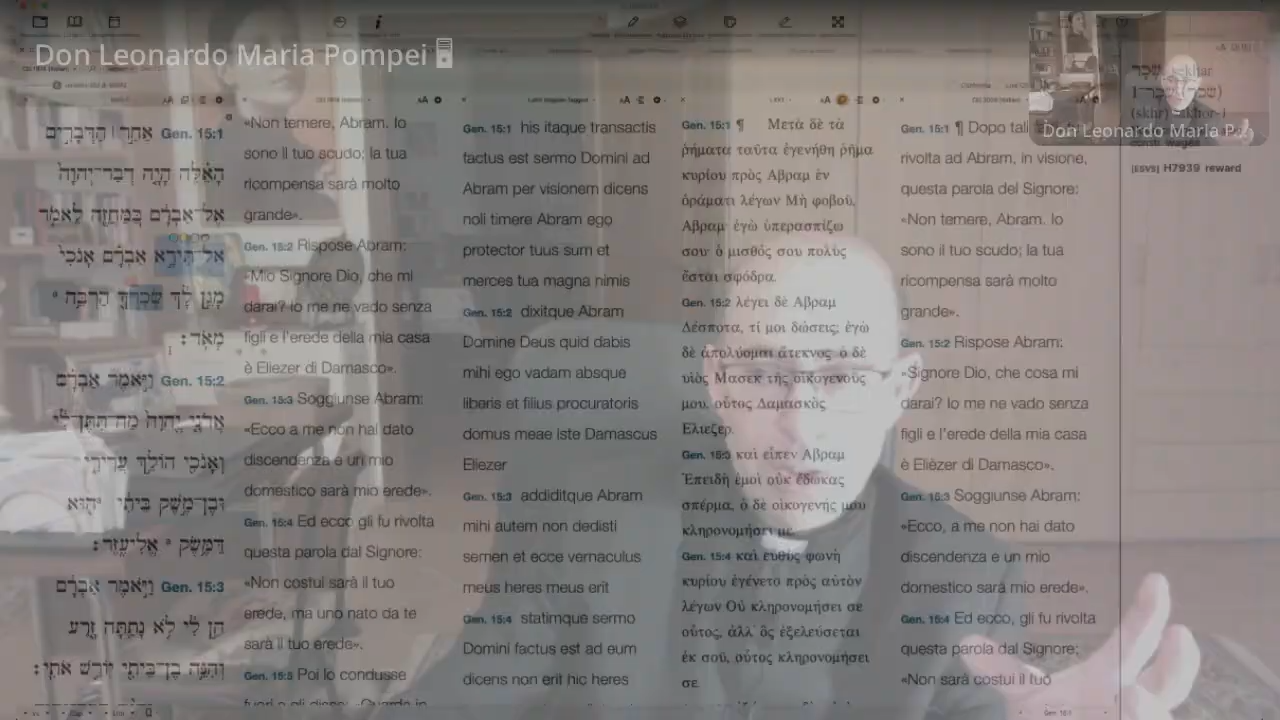 Don Leonardo Maria Pompei
Don Leonardo Maria P
Gen. 15:1 אַחַר הַדְּבָרִים
הָאֵלֶּה הָיָה דְבַר־יְהוָה
אֶל־אַבְרָם בַּמַּחֲזֶה לֵאמֹר
אַל־תִּירָא אַבְרָם אָנֹכִי
מָגֵן לָךְ שְׂכָרְךָ הַרְבֵּה
מְאֹד׃
Gen. 15:2 וַיֹּאמֶר אַבְרָם
אֲדֹנָי יֱהוִה מַה־תִּתֶּן־לִי
וְאָנֹכִי הוֹלֵךְ עֲרִירִי
וּבֶן־מֶשֶׁק בֵּיתִי הוּא
דַּמֶּשֶׂק אֱלִיעֶזֶר׃
Gen. 15:3 וַיֹּאמֶר אַבְרָם
הֵן לִי לֹא נָתַתָּה זָרַע
וְהִנֵּה בֶן־בֵּיתִי יוֹרֵשׁ אֹתִי׃
«Non temere, Abram. Io
sono il tuo scudo; la tua
ricompensa sarà molto
grande».
Gen. 15:2 Rispose Abram:
«Mio Signore Dio, che mi
darai? Io me ne vado senza
figli e l'erede della mia casa
è Eliezer di Damasco».
Gen. 15:3 Soggiunse Abram:
«Ecco a me non hai dato
discendenza e un mio
domestico sarà mio erede».
Gen. 15:4 Ed ecco gli fu rivolta
questa parola dal Signore:
«Non costui sarà il tuo
erede, ma uno nato da te
sarà il tuo erede».
Gen. 15:5 Poi lo condusse
Gen. 15:1 his itaque transactis
factus est sermo Domini ad
Abram per visionem dicens
noli timere Abram ego
protector tuus sum et
merces tua magna nimis
Gen. 15:2 dixitque Abram
Domine Deus quid dabis
mihi ego vadam absque
liberis et filius procuratoris
domus meae iste Damascus
Eliezer
Gen. 15:3 addiditque Abram
mihi autem non dedisti
semen et ecce vernaculus
meus heres meus erit
Gen. 15:4 statimque sermo
Domini factus est ad eum
dicens non erit hic heres
Gen. 15:1 ¶ Μετὰ δὲ τὰ
ῥήματα ταῦτα ἐγενήθη ῥῆμα
κυρίου πρὸς Αβραμ ἐν
ὁράματι λέγων Μὴ φοβοῦ,
Αβραμ· ἐγὼ ὑπερασπίζω
σου· ὁ μισθός σου πολὺς
ἔσται σφόδρα.
Gen. 15:2 λέγει δὲ Αβραμ
Δέσποτα, τί μοι δώσεις; ἐγὼ
δὲ ἀπολύομαι ἄτεκνος· ὁ δὲ
υἱὸς Μασεκ τῆς οἰκογενοῦς
μου, οὗτος Δαμασκὸς
Ελιεζερ.
Gen. 15:3 καὶ εἶπεν Αβραμ
Ἐπειδὴ ἐμοὶ οὐκ ἔδωκας
σπέρμα, ὁ δὲ οἰκογενής μου
κληρονομήσει με.
Gen. 15:4 καὶ εὐθὺς φωνὴ
κυρίου ἐγένετο πρὸς αὐτὸν
λέγων Οὐ κληρονομήσει σε
οὗτος, ἀλλ᾽ ὃς ἐξελεύσεται
ἐκ σοῦ, οὗτος κληρονομήσει
σε.
Gen. 15:1 ¶ Dopo tali
rivolta ad Abram, in visione,
questa parola del Signore:
«Non temere, Abram. Io
sono il tuo scudo; la tua
ricompensa sarà molto
grande».
Gen. 15:2 Rispose Abram:
«Signore Dio, che cosa mi
darai? Io me ne vado senza
figli e l'erede della mia casa
è Elièzer di Damasco».
Gen. 15:3 Soggiunse Abram:
«Ecco, a me non hai dato
discendenza e un mio
domestico sarà mio erede».
Gen. 15:4 Ed ecco, gli fu rivolta
questa parola dal Signore:
«Non sarà costui il tuo
[ESVS] H7939 reward